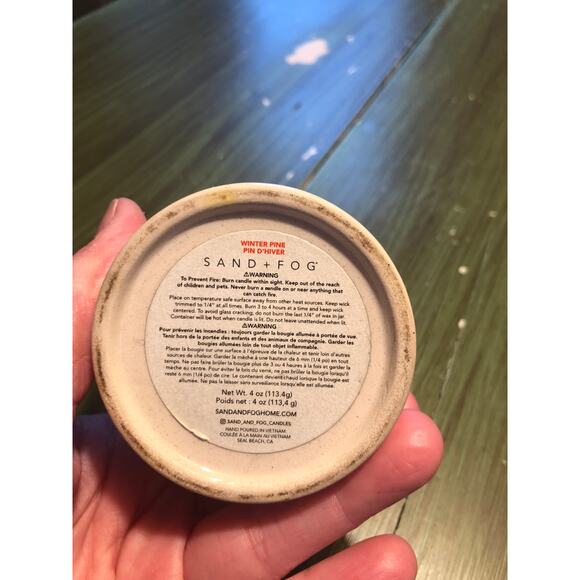 WINTER PINE
PIN D'HIVER
SAND + FOG®
⚠WARNING
To Prevent Fire: Burn candle within sight. Keep out of the reach
of children and pets. Never burn a candle on or near anything that
can catch fire.
Place on temperature safe surface away from other heat sources. Keep wick
trimmed to 1/4" at all times. Burn 3 to 4 hours at a time and keep wick
centered. To avoid glass cracking, do not burn the last 1/4" of wax in jar.
Container will be hot when candle is lit. Do not leave unattended when lit.
⚠WARNING
Pour prévenir les incendies : toujours garder la bougie allumée à portée de vue.
Tenir hors de la portée des enfants et des animaux de compagnie. Garder les
bougies allumées loin de tout objet inflammable.
Placer la bougie sur une surface à l'épreuve de la chaleur et tenir loin d'autres
sources de chaleur. Garder la mèche à une hauteur de 6 mm (1/4 po) en tout
temps. Ne pas faire brûler la bougie plus de 3 ou 4 heures à la fois et garder la
mèche au centre. Pour éviter le bris du verre, ne pas brûler la bougie lorsqu'il
reste 6 mm (1/4 po) de cire. Le contenant devient chaud lorsque la bougie est
allumée. Ne pas la laisser sans surveillance lorsqu'elle est allumée.
Net Wt. 4 oz (113.4g)
Poids net : 4 oz (113,4 g)
SANDANDFOGHOME.COM
@SAND_AND_FOG_CANDLES
HAND POURED IN VIETNAM
COULÉE À LA MAIN AU VIETNAM
SEAL BEACH, CA